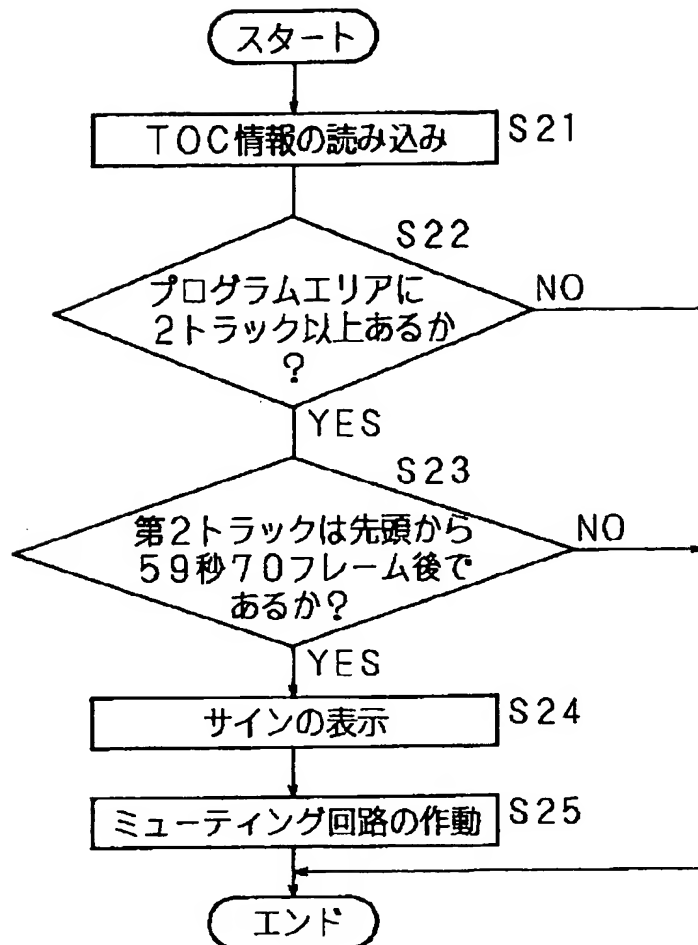 スタート
TOC情報の読み込み
S21
S22
プログラムエリアに
2トラック以上あるか
?
NO
YES
S23
第2トラックは先頭から
59秒70フレーム後で
あるか?
NO
YES
サインの表示
S24
ミューティング回路の作動
S25
エンド